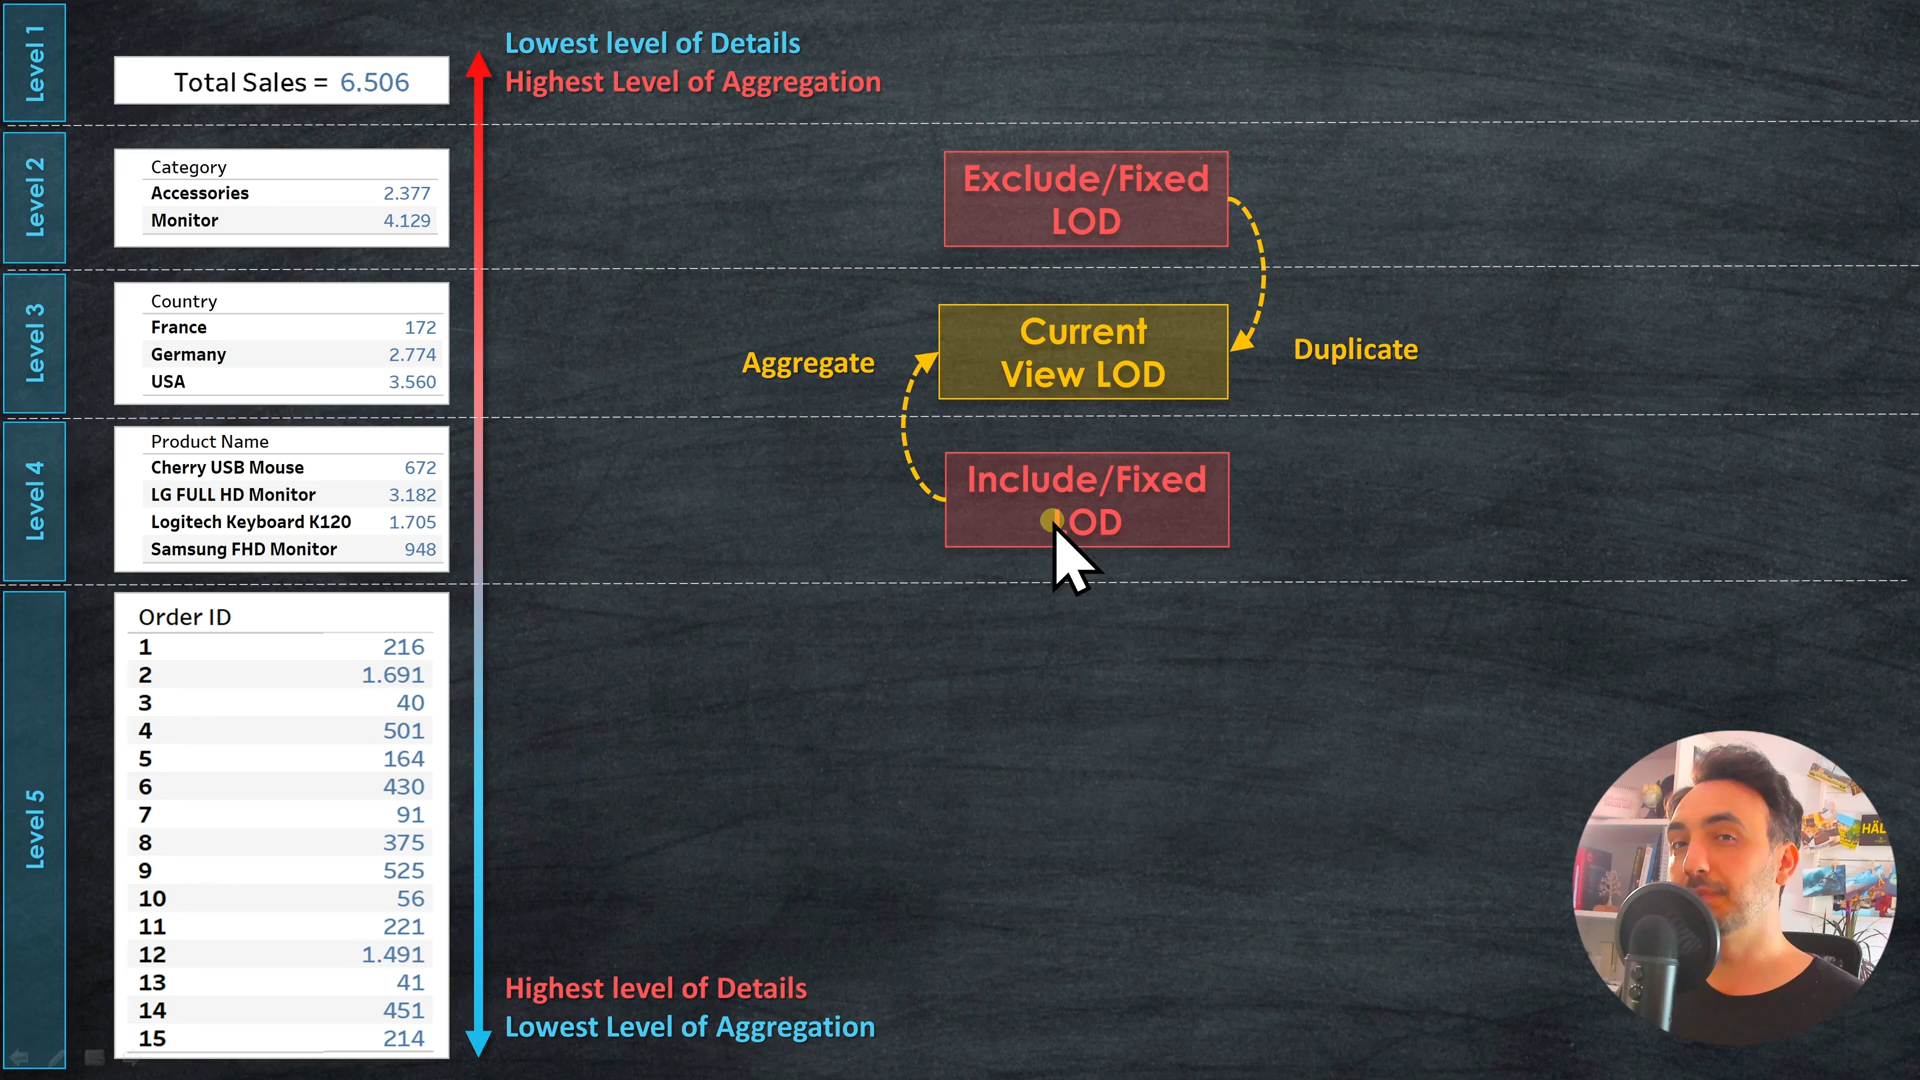 Level 1
Total Sales = 6.506
Lowest level of Details
Highest Level of Aggregation
Level 2
Category
Accessories 2.377
Monitor 4.129
Exclude/Fixed
LOD
Level 3
Country
France 172
Germany 2.774
USA 3.560
Aggregate
Current
View LOD
Duplicate
Level 4
Product Name
Cherry USB Mouse 672
LG FULL HD Monitor 3.182
Logitech Keyboard K120 1.705
Samsung FHD Monitor 948
Include/Fixed
LOD
Level 5
Order ID
1 216
2 1.691
3 40
4 501
5 164
6 430
7 91
8 375
9 525
10 56
11 221
12 1.491
13 41
14 451
15 214
Highest level of Details
Lowest Level of Aggregation
HÄL